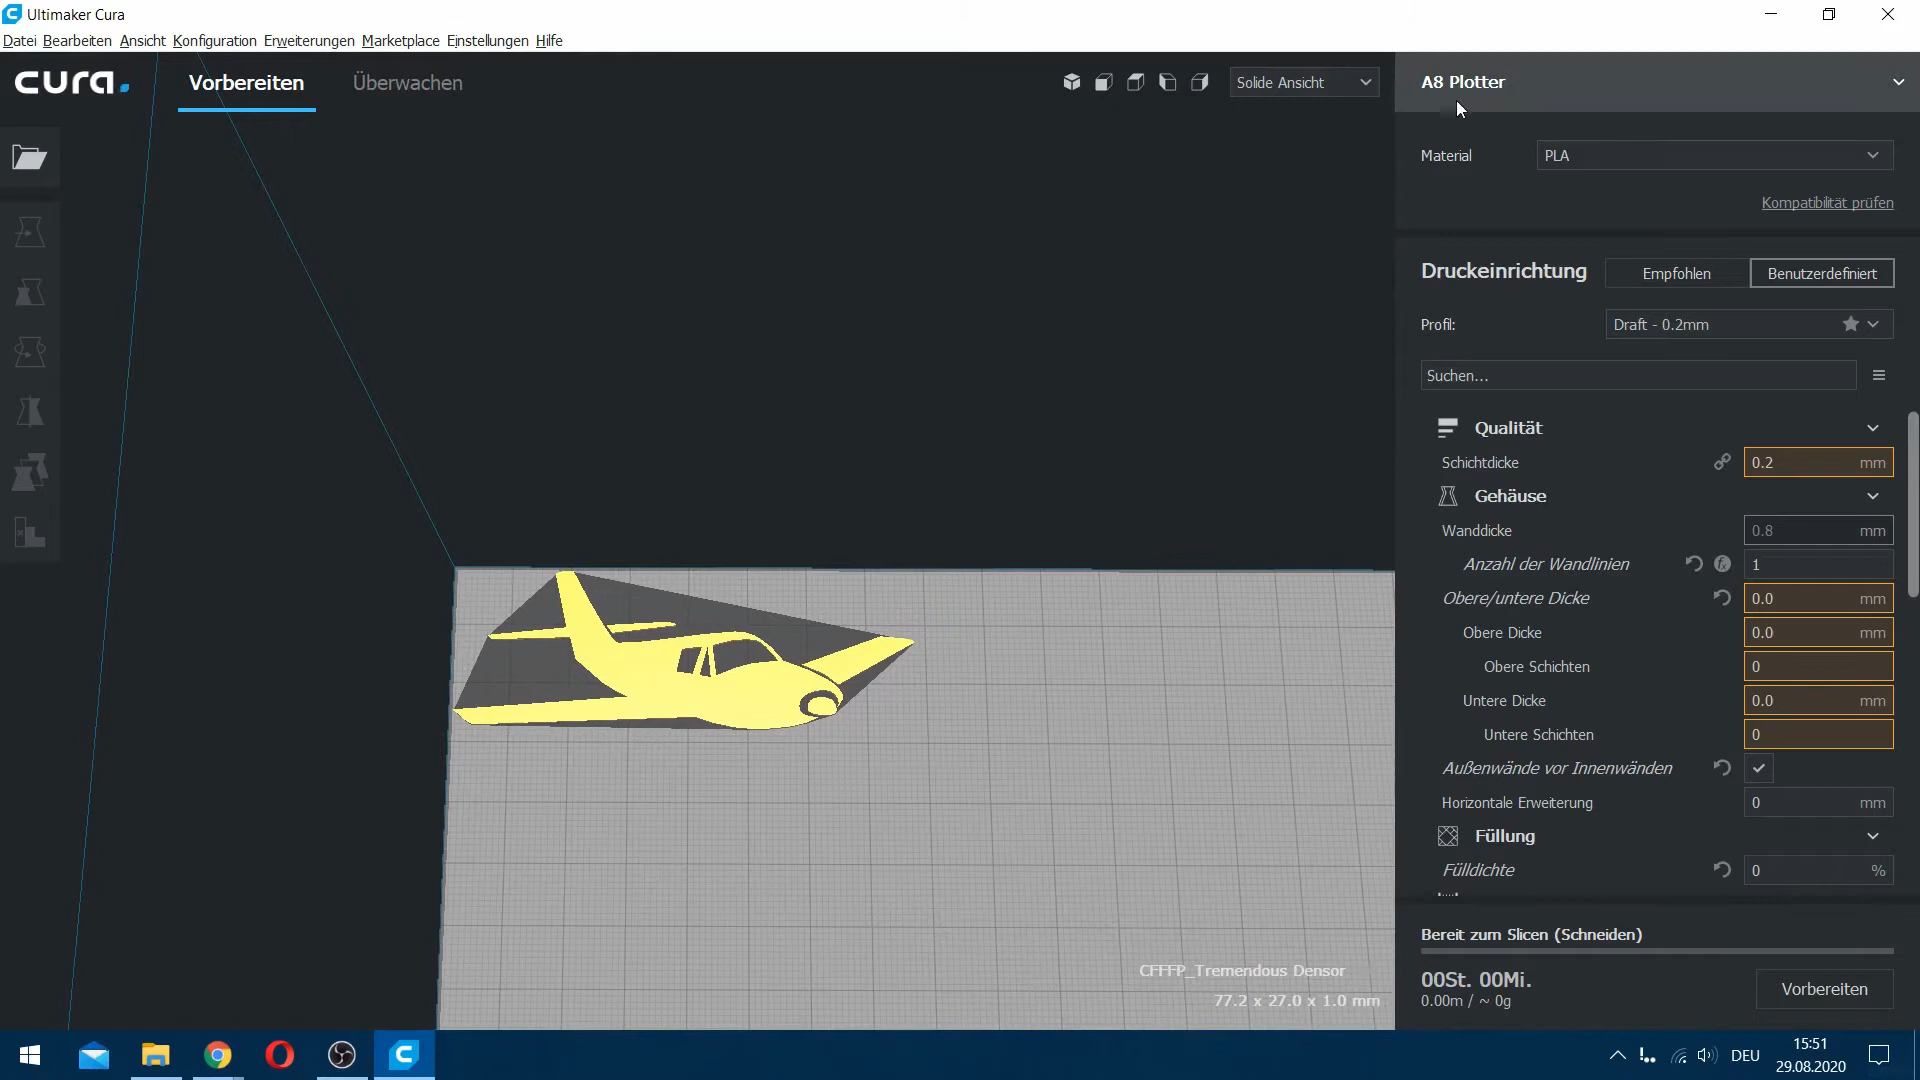 Ultimaker Cura
Datei Bearbeiten Ansicht Konfiguration Erweiterungen Marketplace Einstellungen Hilfe
cura.
Vorbereiten
Überwachen
Solide Ansicht
A8 Plotter
Material
PLA
Kompatibilität prüfen
Druckeinrichtung
Empfohlen
Benutzerdefiniert
Profil:
Draft - 0.2mm
Suchen...
Qualität
Schichtdicke
0.2 mm
Gehäuse
Wanddicke
0.8 mm
Anzahl der Wandlinien
1
Obere/untere Dicke
0.0 mm
Obere Dicke
0.0 mm
Obere Schichten
0
Untere Dicke
0.0 mm
Untere Schichten
0
Außenwände vor Innenwänden
Horizontale Erweiterung
0 mm
Füllung
Fülldichte
0 %
Bereit zum Slicen (Schneiden)
00St. 00Mi.
0.00m / ~ 0g
Vorbereiten
CFFFP_Tremendous Densor
77.2 x 27.0 x 1.0 mm
DEU
15:51
29.08.2020